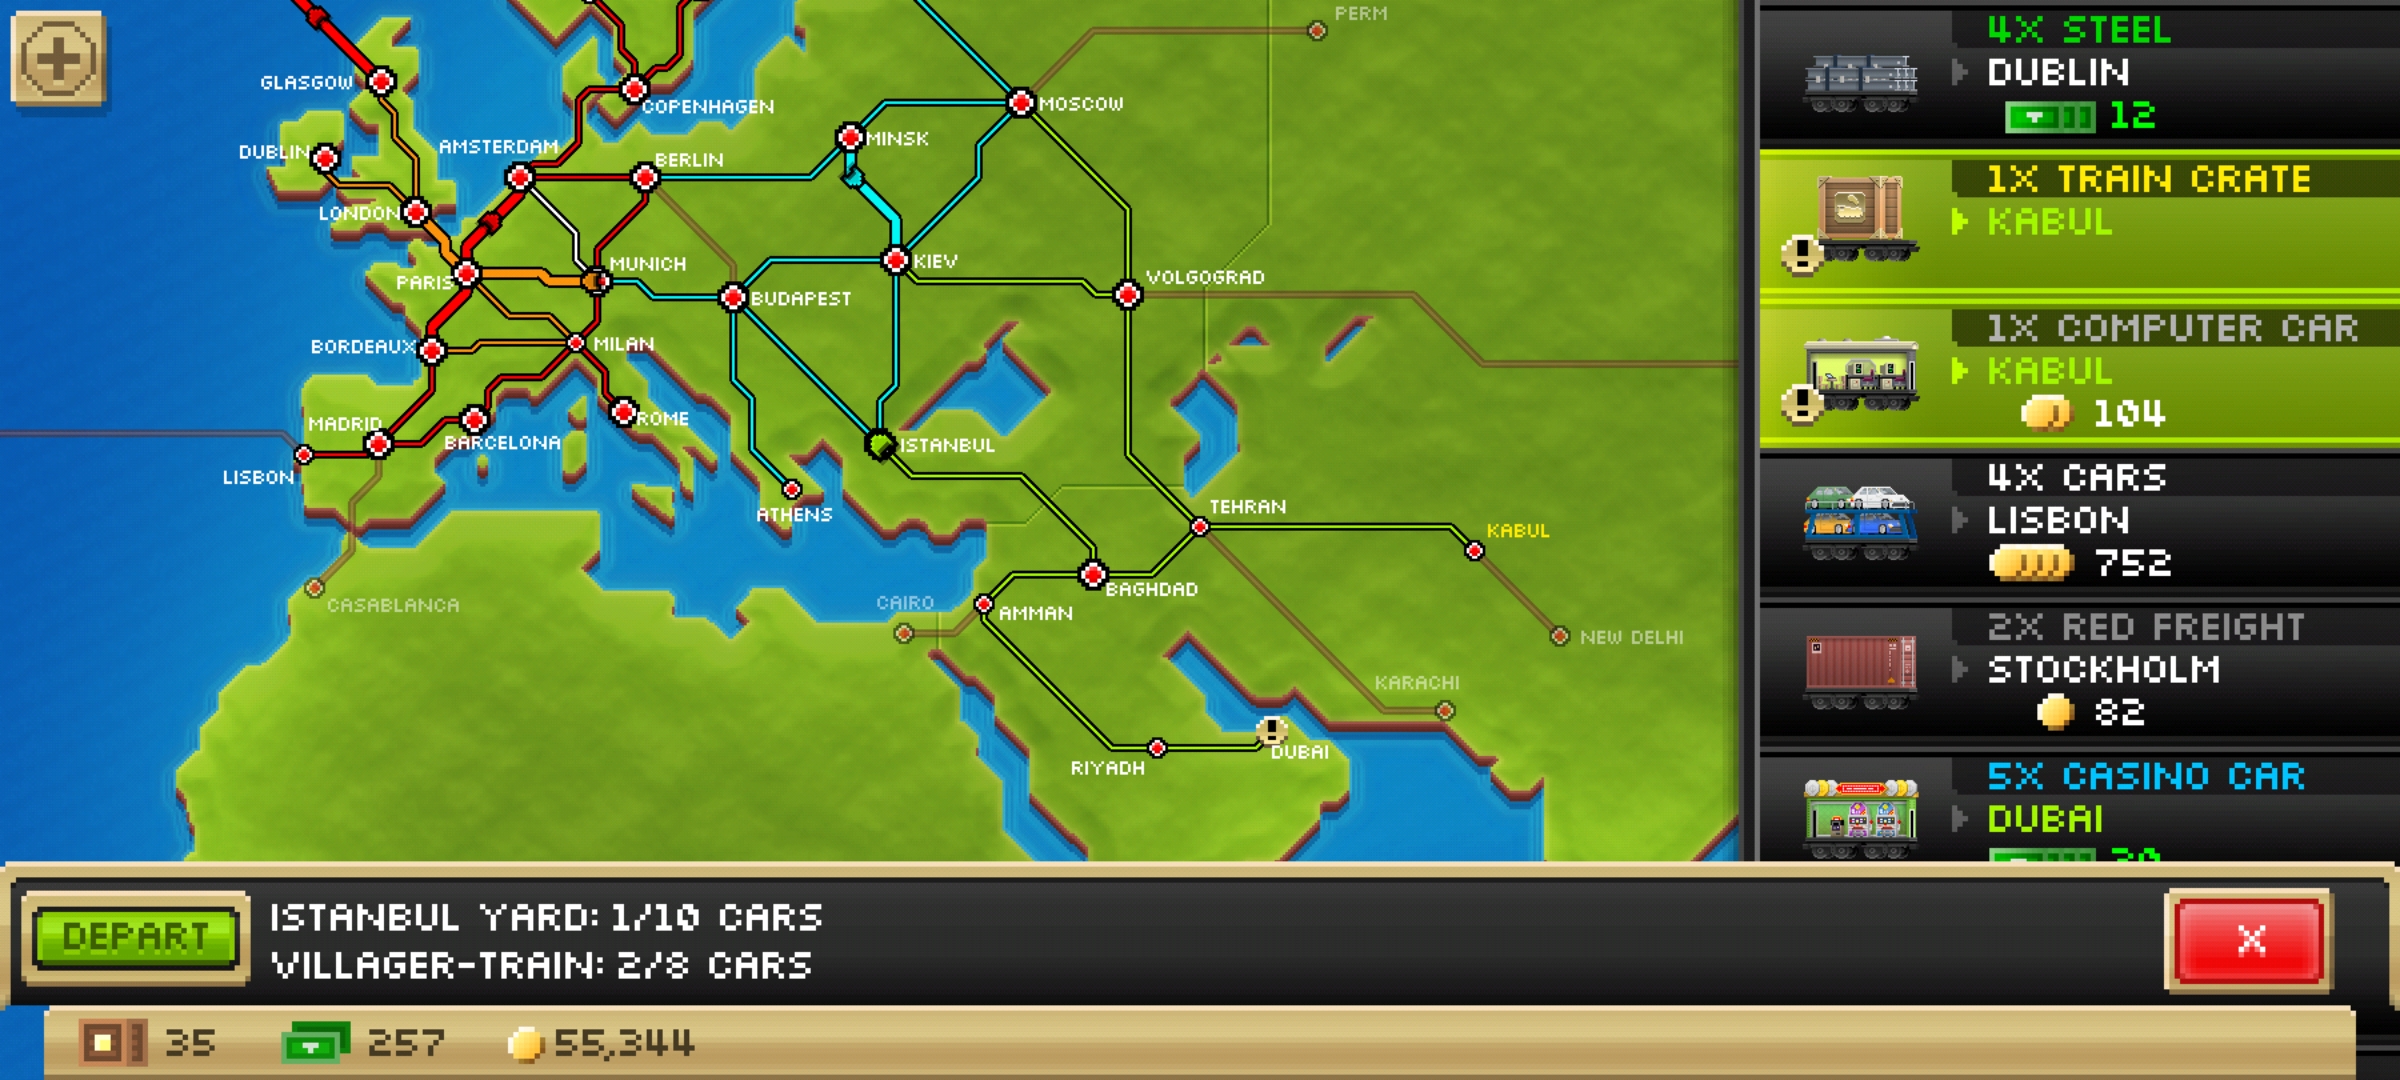 PERM
GLASGOW
COPENHAGEN
MOSCOW
MINSK
DUBLIN
AMSTERDAM
BERLIN
LONDON
PARIS
MUNICH
KIEV
BUDAPEST
VOLGOGRAD
BORDEAUX
MILAN
MADRID
BARCELONA
ROME
ISTANBUL
LISBON
ATHENS
TEHRAN
KABUL
CASABLANCA
CAIRO
AMMAN
BAGHDAD
NEW DELHI
KARACHI
RIYADH
DUBAI
4X STEEL
DUBLIN
12
1X TRAIN CRATE
KABUL
1X COMPUTER CAR
KABUL
104
4X CARS
LISBON
752
2X RED FREIGHT
STOCKHOLM
82
5X CASINO CAR
DUBAI
DEPART
ISTANBUL YARD: 1/10 CARS
VILLAGER-TRAIN: 2/8 CARS
X
35
257
55,344